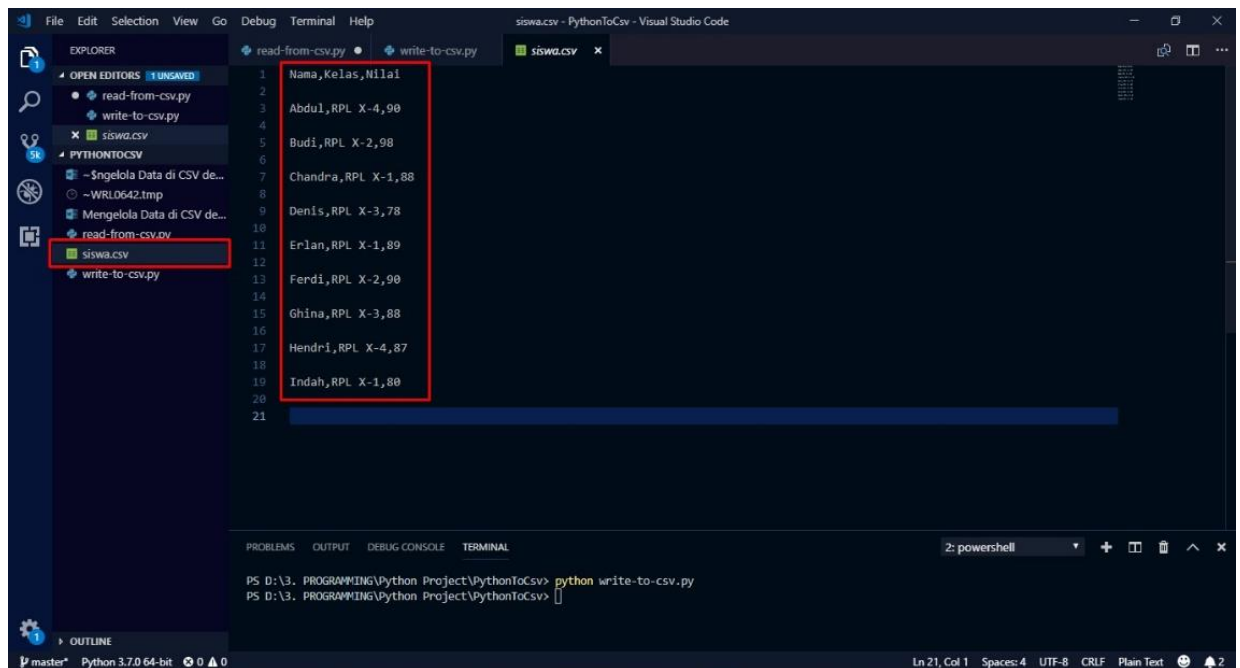 File Edit Selection View Go Debug Terminal Help
siswa.csv - PythonToCsv - Visual Studio Code
EXPLORER
OPEN EDITORS 1 UNSAVED
read-from-csv.py
write-to-csv.py
siswa.csv
PYTHONTOCSV
~$ngelola Data di CSV de...
~WRL0642.tmp
Mengelola Data di CSV de...
read-from-csv.py
siswa.csv
write-to-csv.py
OUTLINE
1
5k
1
read-from-csv.py write-to-csv.py siswa.csv
1 Nama,Kelas,Nilai
2
3 Abdul,RPL X-4,90
4
5 Budi,RPL X-2,98
6
7 Chandra,RPL X-1,88
8
9 Denis,RPL X-3,78
10
11 Erlan,RPL X-1,89
12
13 Ferdi,RPL X-2,90
14
15 Ghina,RPL X-3,88
16
17 Hendri,RPL X-4,87
18
19 Indah,RPL X-1,80
20
21
PROBLEMS OUTPUT DEBUG CONSOLE TERMINAL 2: powershell
PS D:\3. PROGRAMMING\Python Project\PythonToCsv> python write-to-csv.py
PS D:\3. PROGRAMMING\Python Project\PythonToCsv>
master* Python 3.7.0 64-bit 0 0 Ln 21, Col 1 Spaces: 4 UTF-8 CRLF Plain Text 2